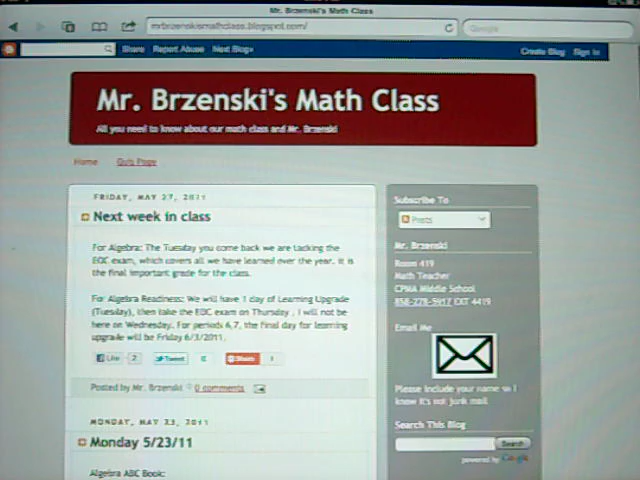 Mr. Brzenski's Math Class
mrbrzenskismathclass.blogspot.com/
Google
Share Report Abuse Next Blog»
Create Blog Sign In
Mr. Brzenski's Math Class
All you need to know about our math class and Mr. Brzenski
Home Quiz Page
FRIDAY, MAY 27, 2011
Next week in class
For Algebra: The Tuesday you come back we are tacking the
EOC exam, which covers all we have learned over the year. It is
the final important grade for the class.
For Algebra Readiness: We will have 1 day of Learning Upgrade
(Tuesday), then take the EOC exam on Thursday . I will not be
here on Wednesday. For periods 6,7, the final day for learning
upgrade will be Friday 6/3/2011.
Like 2 Tweet 0 Share 1
Posted by Mr. Brzenski 0 comments
MONDAY, MAY 23, 2011
Monday 5/23/11
Algebra ABC Book:
Subscribe To
Posts
Mr. Brzenski
Room 419
Math Teacher
CPMA Middle School
858-278-5917 EXT 4419
Email Me
Please include your name so I
know it's not junk mail
Search This Blog
Search
powered by Google